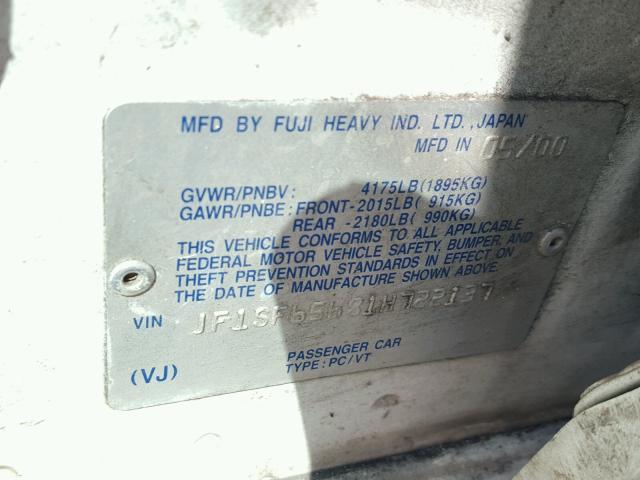 MFD BY FUJI HEAVY IND. LTD., JAPAN
MFD IN 05/00
GVWR/PNBV: 4175LB(1895KG)
GAWR/PNBE: FRONT-2015LB( 915KG)
REAR -2180LB( 990KG)
THIS VEHICLE CONFORMS TO ALL APPLICABLE
FEDERAL MOTOR VEHICLE SAFETY, BUMPER, AND
THEFT PREVENTION STANDARDS IN EFFECT ON
THE DATE OF MANUFACTURE SHOWN ABOVE.
VIN
(VJ)
PASSENGER CAR
TYPE: PC/VT